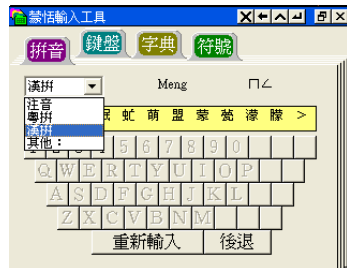 蒙恬輸入工具
拼音 鍵盤 字典 符號
漢拼 Meng ㄇㄥ
注音
粵拼
漢拼
其他：
氓 虻 萌 盟 蒙 甍 濛 朦 >
5 6 7 8 9 0
Q W E R T Y U I O P
A S D F G H J K L
Z X C V B N M
重新輸入 後退